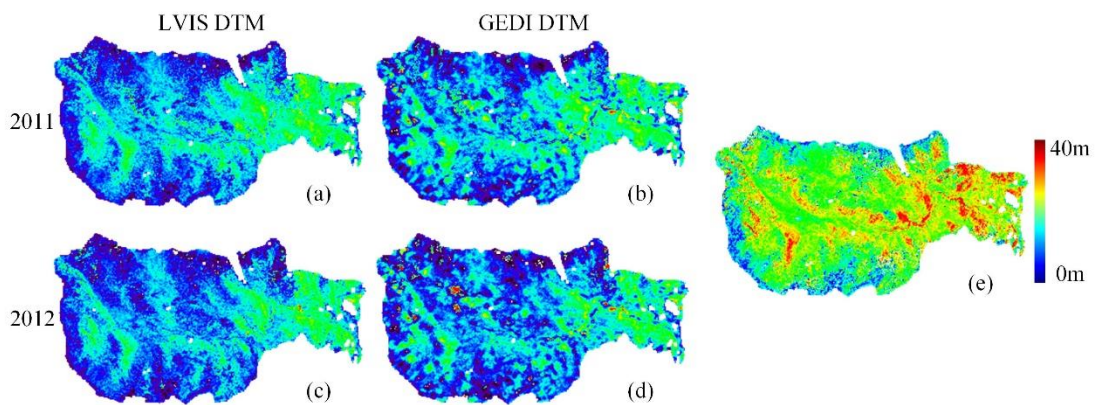 LVIS DTM
GEDI DTM
2011
(a)
(b)
40m
0m
(e)
2012
(c)
(d)